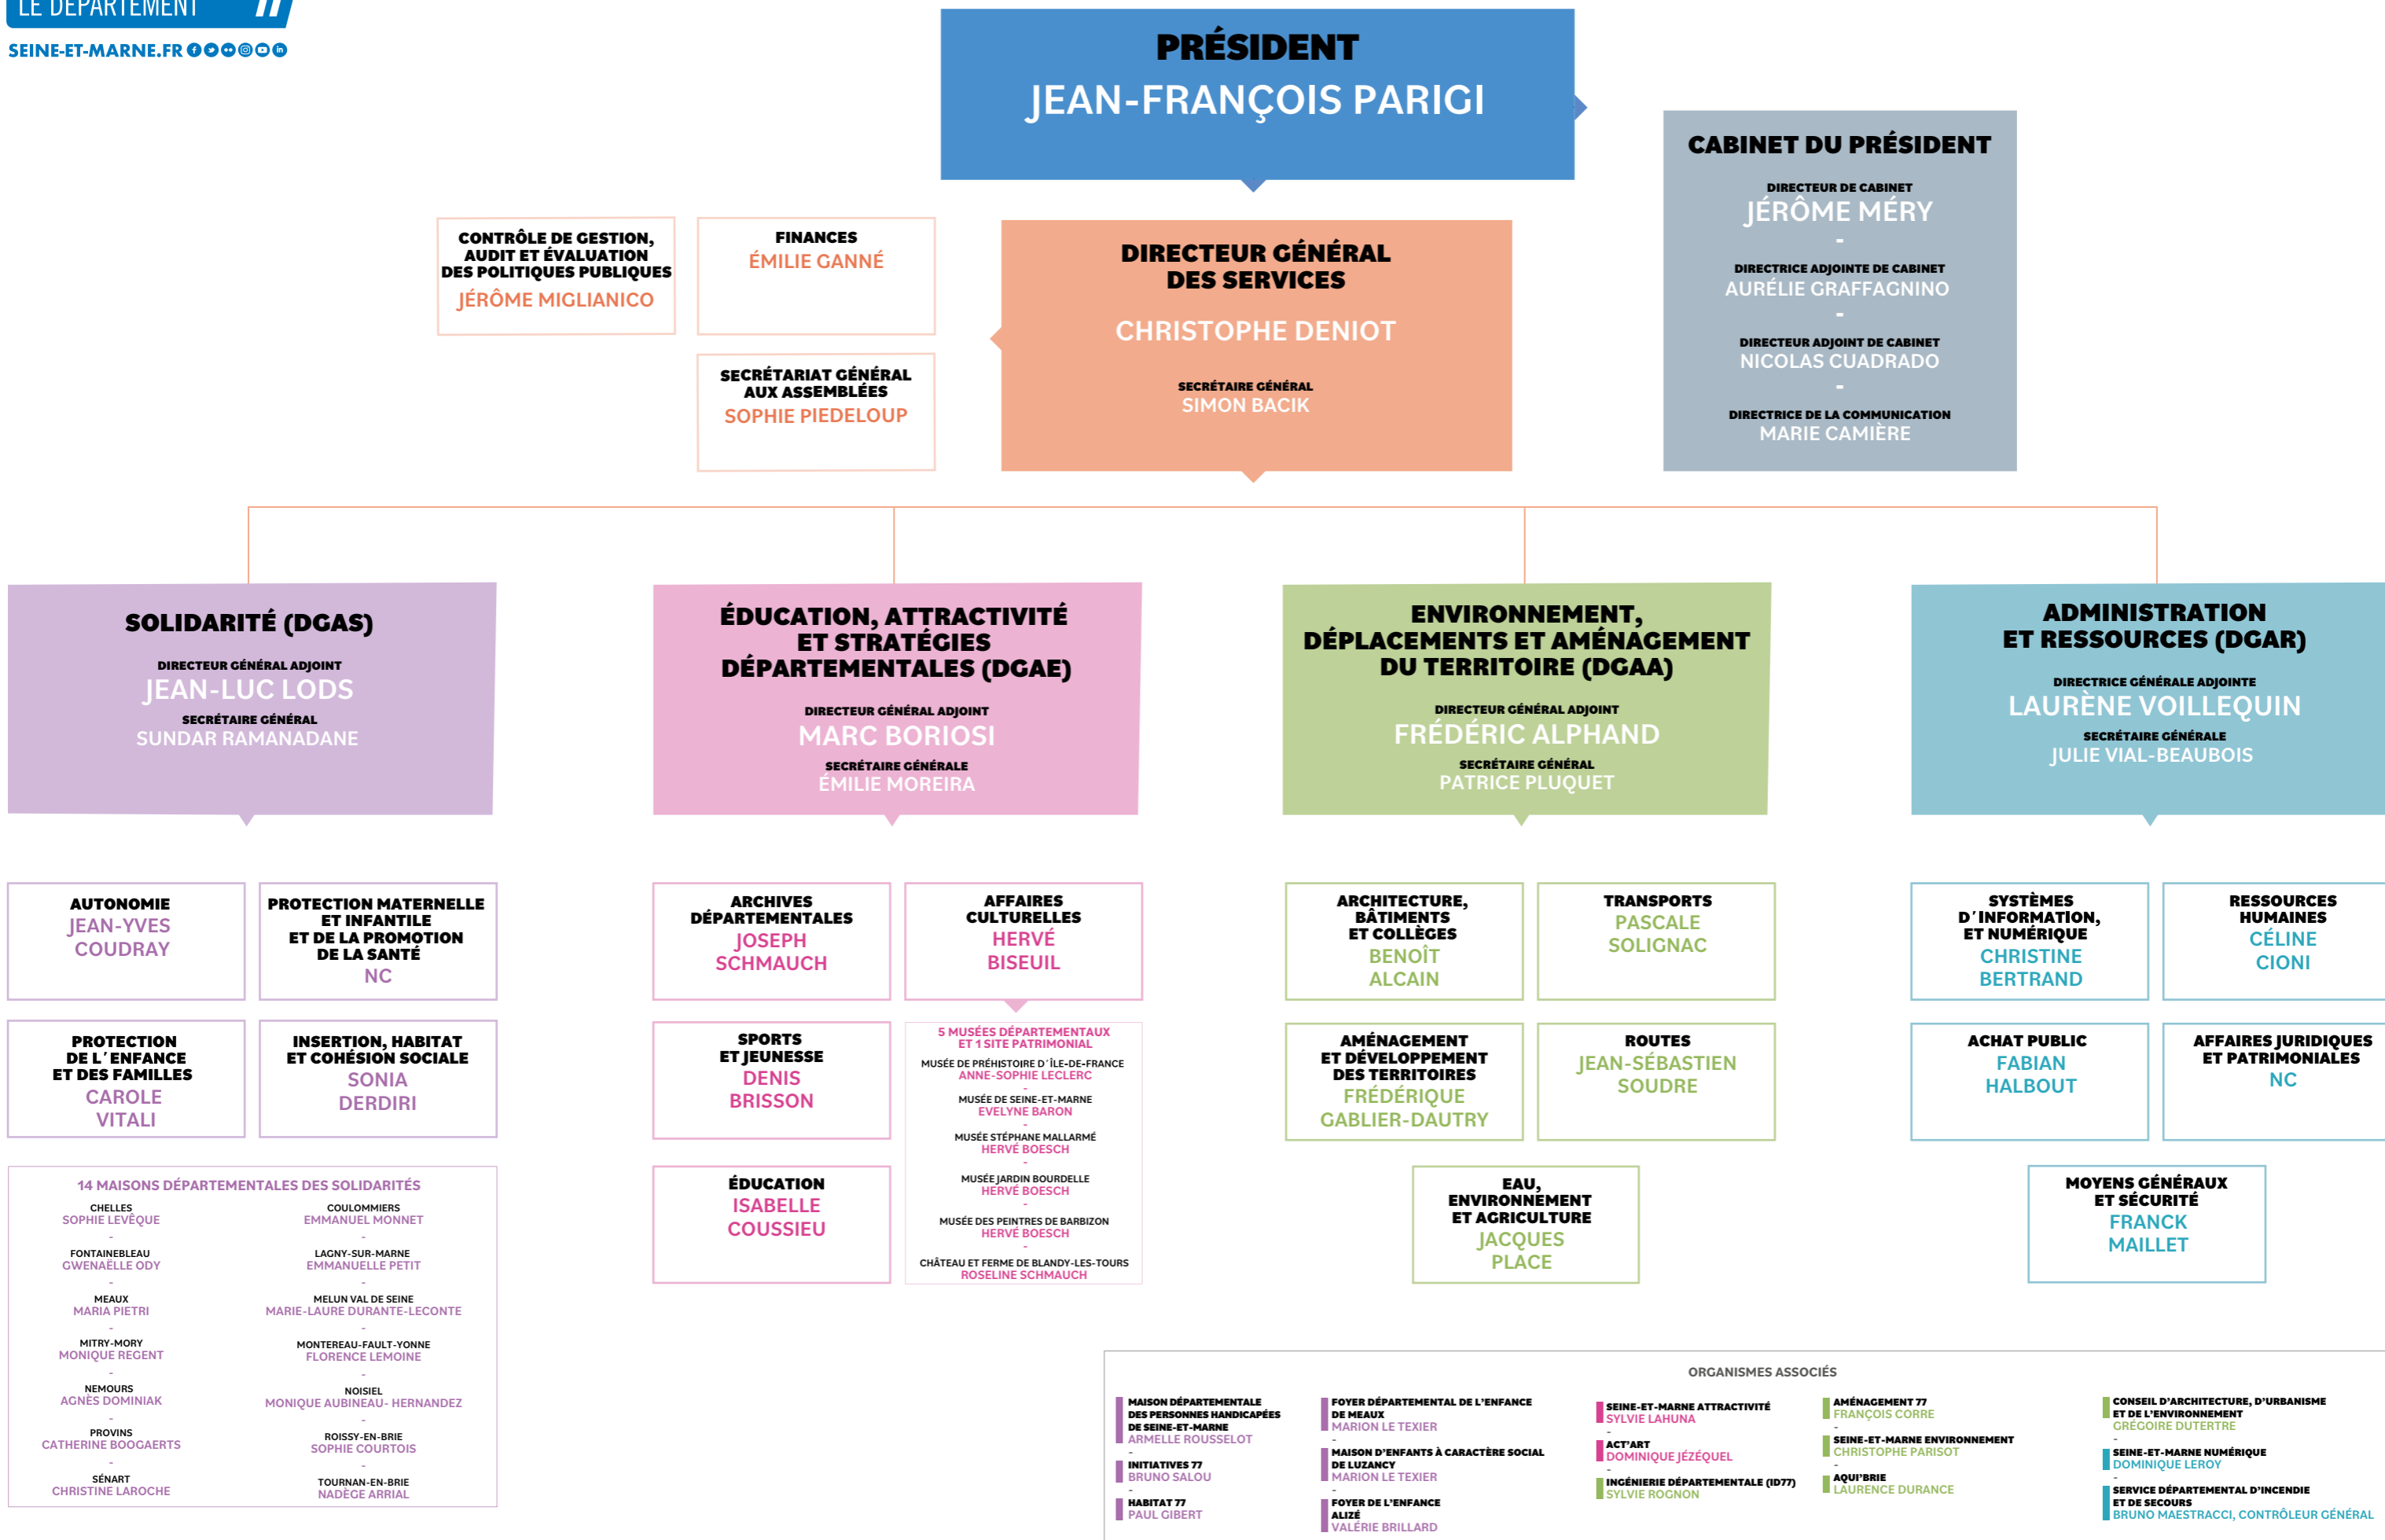 LE DÉPARTEMENT 77
SEINE-ET-MARNE.FR
PRÉSIDENT
JEAN-FRANÇOIS PARIGI
CABINET DU PRÉSIDENT
DIRECTEUR DE CABINET
JÉRÔME MÉRY
-
DIRECTRICE ADJOINTE DE CABINET
AURÉLIE GRAFFAGNINO
-
DIRECTEUR ADJOINT DE CABINET
NICOLAS CUADRADO
-
DIRECTRICE DE LA COMMUNICATION
MARIE CAMIÈRE
CONTRÔLE DE GESTION,
AUDIT ET ÉVALUATION
DES POLITIQUES PUBLIQUES
JÉRÔME MIGLIANICO
FINANCES
ÉMILIE GANNÉ
SECRÉTARIAT GÉNÉRAL
AUX ASSEMBLÉES
SOPHIE PIEDELOUP
DIRECTEUR GÉNÉRAL
DES SERVICES
CHRISTOPHE DENIOT
SECRÉTAIRE GÉNÉRAL
SIMON BACIK
SOLIDARITÉ (DGAS)
DIRECTEUR GÉNÉRAL ADJOINT
JEAN-LUC LODS
SECRÉTAIRE GÉNÉRAL
SUNDAR RAMANADANE
ÉDUCATION, ATTRACTIVITÉ
ET STRATÉGIES
DÉPARTEMENTALES (DGAE)
DIRECTEUR GÉNÉRAL ADJOINT
MARC BORIOSI
SECRÉTAIRE GÉNÉRALE
ÉMILIE MOREIRA
ENVIRONNEMENT,
DÉPLACEMENTS ET AMÉNAGEMENT
DU TERRITOIRE (DGAA)
DIRECTEUR GÉNÉRAL ADJOINT
FRÉDÉRIC ALPHAND
SECRÉTAIRE GÉNÉRAL
PATRICE PLUQUET
ADMINISTRATION
ET RESSOURCES (DGAR)
DIRECTRICE GÉNÉRALE ADJOINTE
LAURÈNE VOILLEQUIN
SECRÉTAIRE GÉNÉRALE
JULIE VIAL-BEAUBOIS
AUTONOMIE
JEAN-YVES
COUDRAY
PROTECTION MATERNELLE
ET INFANTILE
ET DE LA PROMOTION
DE LA SANTÉ
NC
PROTECTION
DE L'ENFANCE
ET DES FAMILLES
CAROLE
VITALI
INSERTION, HABITAT
ET COHÉSION SOCIALE
SONIA
DERDIRI
14 MAISONS DÉPARTEMENTALES DES SOLIDARITÉS
CHELLES
SOPHIE LEVÊQUE
-
FONTAINEBLEAU
GWENAËLLE ODY
-
MEAUX
MARIA PIETRI
-
MITRY-MORY
MONIQUE REGENT
-
NEMOURS
AGNÈS DOMINIAK
-
PROVINS
CATHERINE BOOGAERTS
-
SÉNART
CHRISTINE LAROCHE
COULOMMIERS
EMMANUEL MONNET
-
LAGNY-SUR-MARNE
EMMANUELLE PETIT
-
MELUN VAL DE SEINE
MARIE-LAURE DURANTE-LECONTE
-
MONTEREAU-FAULT-YONNE
FLORENCE LEMOINE
-
NOISIEL
MONIQUE AUBINEAU- HERNANDEZ
-
ROISSY-EN-BRIE
SOPHIE COURTOIS
-
TOURNAN-EN-BRIE
NADÈGE ARRIAL
ARCHIVES
DÉPARTEMENTALES
JOSEPH
SCHMAUCH
AFFAIRES
CULTURELLES
HERVÉ
BISEUIL
SPORTS
ET JEUNESSE
DENIS
BRISSON
ÉDUCATION
ISABELLE
COUSSIEU
5 MUSÉES DÉPARTEMENTAUX
ET 1 SITE PATRIMONIAL
MUSÉE DE PRÉHISTOIRE D'ÎLE-DE-FRANCE
ANNE-SOPHIE LECLERC
-
MUSÉE DE SEINE-ET-MARNE
EVELYNE BARON
-
MUSÉE STÉPHANE MALLARMÉ
HERVÉ BOESCH
-
MUSÉE JARDIN BOURDELLE
HERVÉ BOESCH
-
MUSÉE DES PEINTRES DE BARBIZON
HERVÉ BOESCH
-
CHÂTEAU ET FERME DE BLANDY-LES-TOURS
ROSELINE SCHMAUCH
ARCHITECTURE,
BÂTIMENTS
ET COLLÈGES
BENOÎT
ALCAIN
TRANSPORTS
PASCALE
SOLIGNAC
AMÉNAGEMENT
ET DÉVELOPPEMENT
DES TERRITOIRES
FRÉDÉRIQUE
GABLIER-DAUTRY
ROUTES
JEAN-SÉBASTIEN
SOUDRE
EAU,
ENVIRONNEMENT
ET AGRICULTURE
JACQUES
PLACE
SYSTÈMES
D'INFORMATION,
ET NUMÉRIQUE
CHRISTINE
BERTRAND
RESSOURCES
HUMAINES
CÉLINE
CIONI
ACHAT PUBLIC
FABIAN
HALBOUT
AFFAIRES JURIDIQUES
ET PATRIMONIALES
NC
MOYENS GÉNÉRAUX
ET SÉCURITÉ
FRANCK
MAILLET
ORGANISMES ASSOCIÉS
MAISON DÉPARTEMENTALE
DES PERSONNES HANDICAPÉES
DE SEINE-ET-MARNE
ARMELLE ROUSSELOT
-
INITIATIVES 77
BRUNO SALOU
-
HABITAT 77
PAUL GIBERT
FOYER DÉPARTEMENTAL DE L'ENFANCE
DE MEAUX
MARION LE TEXIER
-
MAISON D'ENFANTS À CARACTÈRE SOCIAL
DE LUZANCY
MARION LE TEXIER
-
FOYER DE L'ENFANCE
ALIZÉ
VALÉRIE BRILLARD
SEINE-ET-MARNE ATTRACTIVITÉ
SYLVIE LAHUNA
-
ACT'ART
DOMINIQUE JÉZÉQUEL
-
INGÉNIERIE DÉPARTEMENTALE (ID77)
SYLVIE ROGNON
AMÉNAGEMENT 77
FRANÇOIS CORRE
-
SEINE-ET-MARNE ENVIRONNEMENT
CHRISTOPHE PARISOT
-
AQUI'BRIE
LAURENCE DURANCE
CONSEIL D'ARCHITECTURE, D'URBANISME
ET DE L'ENVIRONNEMENT
GRÉGOIRE DUTERTRE
-
SEINE-ET-MARNE NUMÉRIQUE
DOMINIQUE LEROY
-
SERVICE DÉPARTEMENTAL D'INCENDIE
ET DE SECOURS
BRUNO MAESTRACCI, CONTRÔLEUR GÉNÉRAL